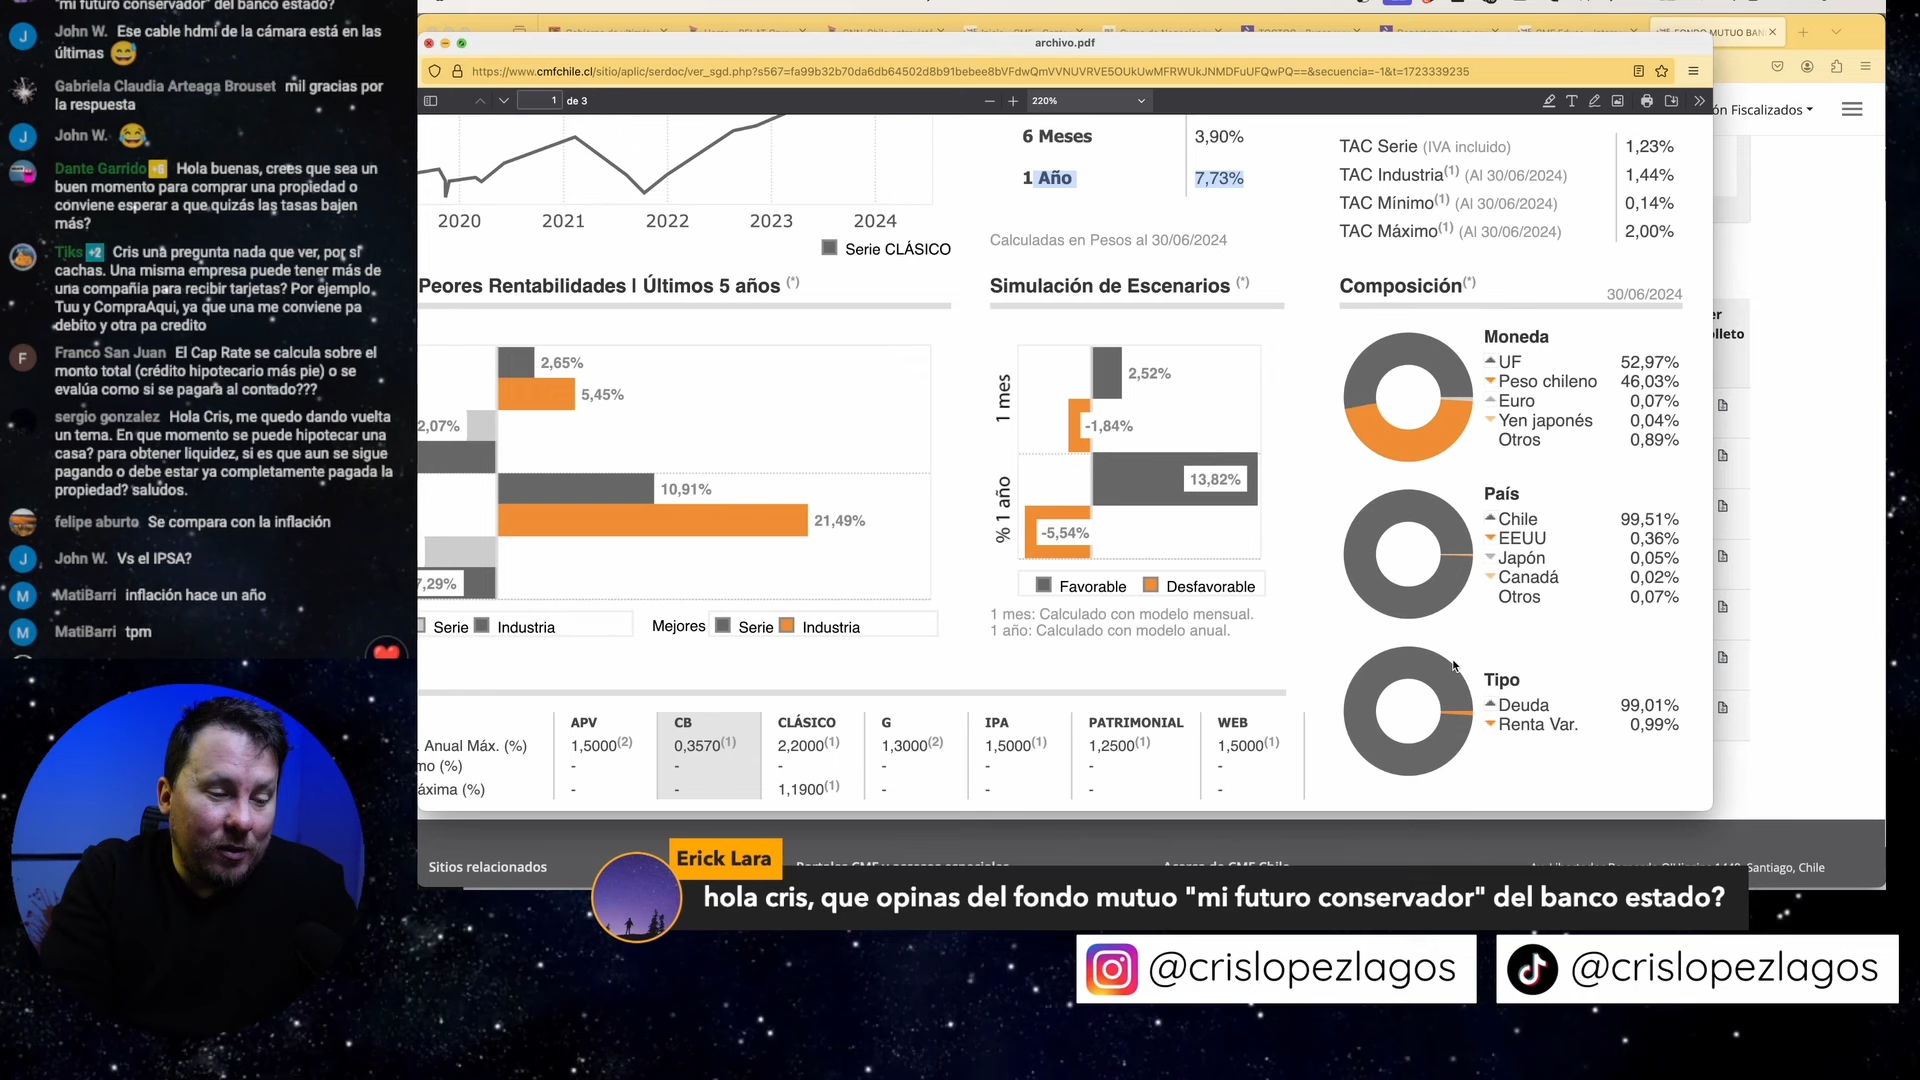 "mi futuro conservador" del banco estado?
John W. Ese cable hdmi de la cámara está en las
últimas
Gabriela Claudia Arteaga Brouset mil gracias por
la respuesta
John W.
Dante Garrido +6 Hola buenas, crees que sea un
buen momento para comprar una propiedad o
conviene esperar a que quizás las tasas bajen
más?
Tiks +2 Cris una pregunta nada que ver, por si
cachas. Una misma empresa puede tener más de
una compañia para recibir tarjetas? Por ejemplo
Tuu y CompraAqui, ya que una me conviene pa
debito y otra pa credito
Franco San Juan El Cap Rate se calcula sobre el
monto total (crédito hipotecario más pie) o se
evalúa como si se pagara al contado???
sergio gonzalez Hola Cris, me quedo dando vuelta
un tema. En que momento se puede hipotecar una
casa? para obtener liquidez, si es que aun se sigue
pagando o debe estar ya completamente pagada la
propiedad? saludos.
felipe aburto Se compara con la inflación
John W. Vs el IPSA?
MatiBarri inflación hace un año
MatiBarri tpm
archivo.pdf
https://www.cmfchile.cl/sitio/aplic/serdoc/ver_sgd.php?s567=fa99b32b70da6db64502d8b91bebee8bVFdwQmVVNUVRVE5OUkUwMFRWUkJNMDFuUFQwPQ==&secuencia=-1&t=1723339235
1 de 3
220%
ón Fiscalizados
er
lleto
2020 2021 2022 2023 2024
Serie CLÁSICO
6 Meses 3,90%
1 Año 7,73%
Calculadas en Pesos al 30/06/2024
TAC Serie (IVA incluido) 1,23%
TAC Industria(1) (Al 30/06/2024) 1,44%
TAC Mínimo(1) (Al 30/06/2024) 0,14%
TAC Máximo(1) (Al 30/06/2024) 2,00%
Peores Rentabilidades | Últimos 5 años (*)
2,65%
5,45%
2,07%
10,91%
21,49%
7,29%
Serie Industria
Mejores Serie Industria
Simulación de Escenarios (*)
1 mes
2,52%
-1,84%
% 1 año
13,82%
-5,54%
Favorable Desfavorable
1 mes: Calculado con modelo mensual.
1 año: Calculado con modelo anual.
Composición(*)
30/06/2024
Moneda
UF 52,97%
Peso chileno 46,03%
Euro 0,07%
Yen japonés 0,04%
Otros 0,89%
País
Chile 99,51%
EEUU 0,36%
Japón 0,05%
Canadá 0,02%
Otros 0,07%
Tipo
Deuda 99,01%
Renta Var. 0,99%
APV CB CLÁSICO G IPA PATRIMONIAL WEB
. Anual Máx. (%) 1,5000(2) 0,3570(1) 2,2000(1) 1,3000(2) 1,5000(1) 1,2500(1) 1,5000(1)
mo (%) - - - - - - -
áxima (%) - - 1,1900(1) - - - -
Sitios relacionados
Santiago, Chile
Erick Lara
hola cris, que opinas del fondo mutuo "mi futuro conservador" del banco estado?
@crislopezlagos
@crislopezlagos